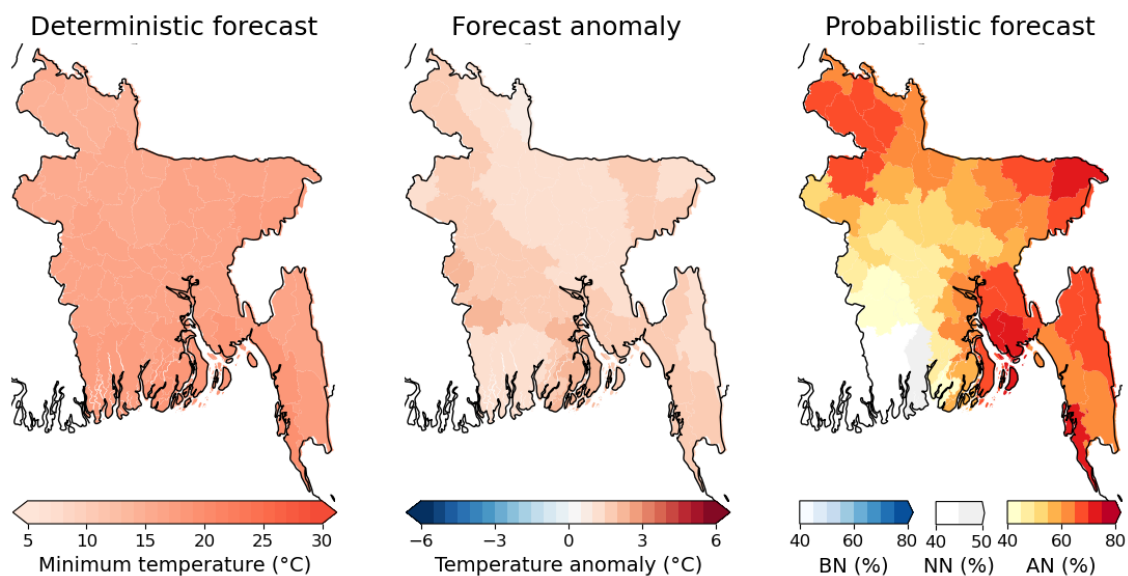 Deterministic forecast
Forecast anomaly
Probabilistic forecast
5 10 15 20 25 30
Minimum temperature (°C)
−6 −3 0 3 6
Temperature anomaly (°C)
40 60 80
BN (%)
40 50
NN (%)
40 60 80
AN (%)